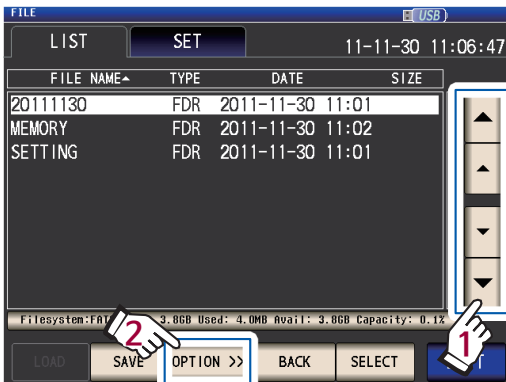 FILE
USB
LIST SET 11-11-30 11:06:47
FILE NAME▲ TYPE DATE SIZE
20111130 FDR 2011-11-30 11:01
MEMORY FDR 2011-11-30 11:02
SETTING FDR 2011-11-30 11:01
Filesystem: 3.8GB Used: 4.0MB Avail: 3.8GB Capacity: 0.1%
2
1
LOAD SAVE OPTION >> BACK SELECT